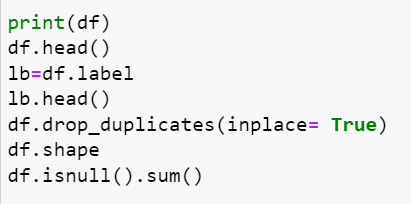 print(df)
df.head()
lb=df.label
lb.head()
df.drop_duplicates(inplace= True)
df.shape
df.isnull().sum()